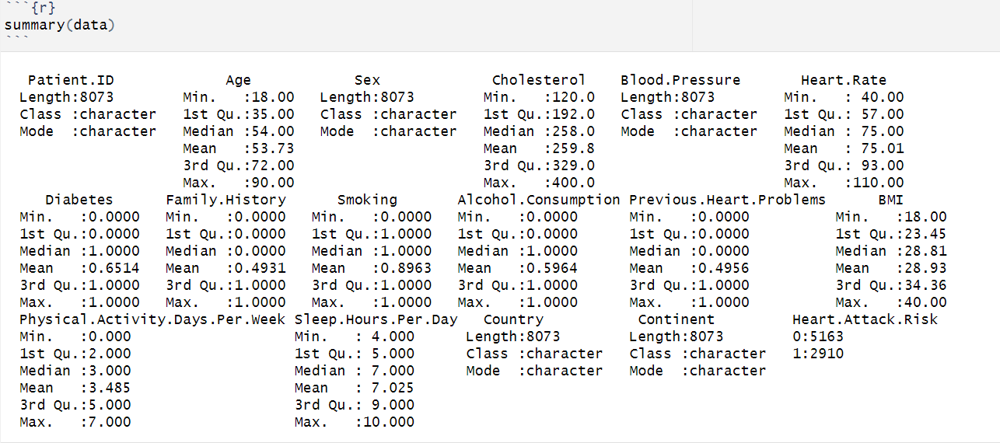 ```{r}
summary(data)
```
Patient.ID Age Sex Cholesterol Blood.Pressure Heart.Rate
Length:8073 Min. :18.00 Length:8073 Min. :120.0 Length:8073 Min. : 40.00
Class :character 1st Qu.:35.00 Class :character 1st Qu.:192.0 Class :character 1st Qu.: 57.00
Mode :character Median :54.00 Mode :character Median :258.0 Mode :character Median : 75.00
Mean :53.73 Mean :259.8 Mean : 75.01
3rd Qu.:72.00 3rd Qu.:329.0 3rd Qu.: 93.00
Max. :90.00 Max. :400.0 Max. :110.00
Diabetes Family.History Smoking Alcohol.Consumption Previous.Heart.Problems BMI
Min. :0.0000 Min. :0.0000 Min. :0.0000 Min. :0.0000 Min. :0.0000 Min. :18.00
1st Qu.:0.0000 1st Qu.:0.0000 1st Qu.:1.0000 1st Qu.:0.0000 1st Qu.:0.0000 1st Qu.:23.45
Median :1.0000 Median :0.0000 Median :1.0000 Median :1.0000 Median :0.0000 Median :28.81
Mean :0.6514 Mean :0.4931 Mean :0.8963 Mean :0.5964 Mean :0.4956 Mean :28.93
3rd Qu.:1.0000 3rd Qu.:1.0000 3rd Qu.:1.0000 3rd Qu.:1.0000 3rd Qu.:1.0000 3rd Qu.:34.36
Max. :1.0000 Max. :1.0000 Max. :1.0000 Max. :1.0000 Max. :1.0000 Max. :40.00
Physical.Activity.Days.Per.Week Sleep.Hours.Per.Day Country Continent Heart.Attack.Risk
Min. :0.000 Min. : 4.000 Length:8073 Length:8073 0:5163
1st Qu.:2.000 1st Qu.: 5.000 Class :character Class :character 1:2910
Median :3.000 Median : 7.000 Mode :character Mode :character
Mean :3.485 Mean : 7.025
3rd Qu.:5.000 3rd Qu.: 9.000
Max. :7.000 Max. :10.000